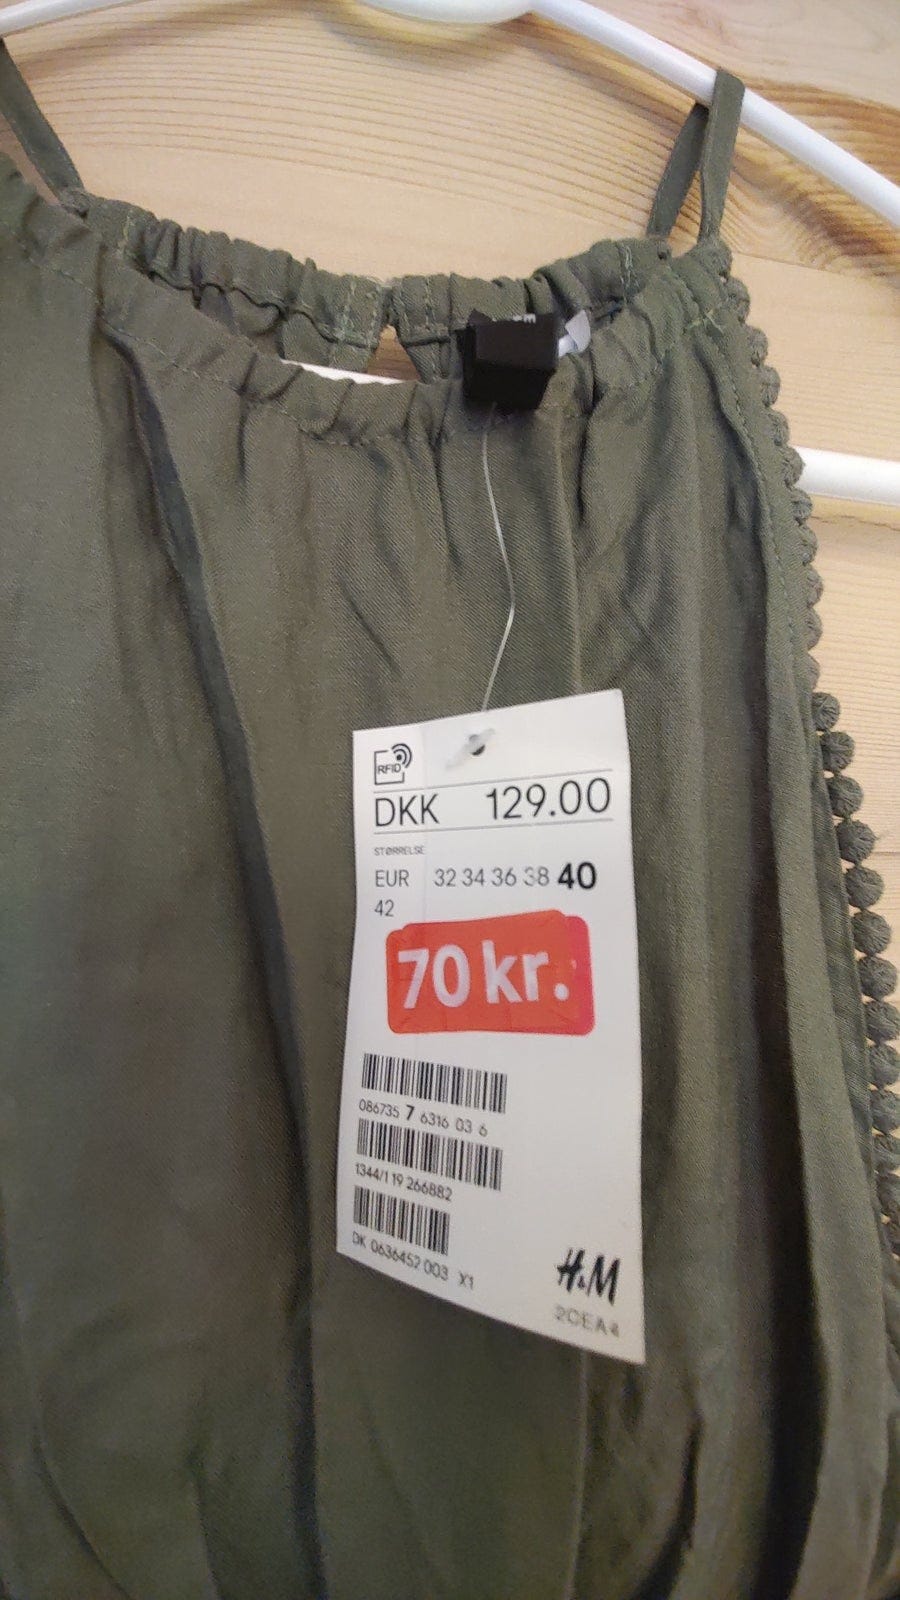 RFID
DKK 129.00
STØRRELSE
EUR 32 34 36 38 40
42
70 kr.
086735 7 6316 03 6
1344/1 19 266882
DK 0636452 003 X1
H&M
2CEA4